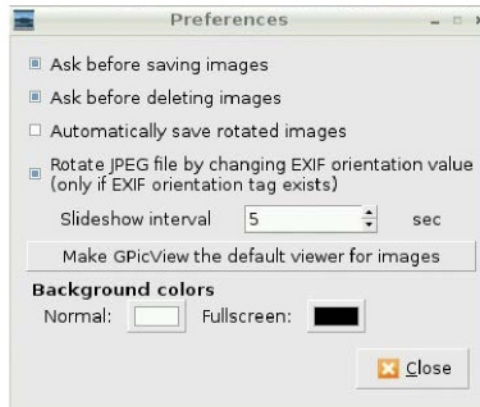 Preferences
Ask before saving images
Ask before deleting images
Automatically save rotated images
Rotate JPEG file by changing EXIF orientation value
(only if EXIF orientation tag exists)
Slideshow interval 5 sec
Make GPicView the default viewer for images
Background colors
Normal: Fullscreen:
Close